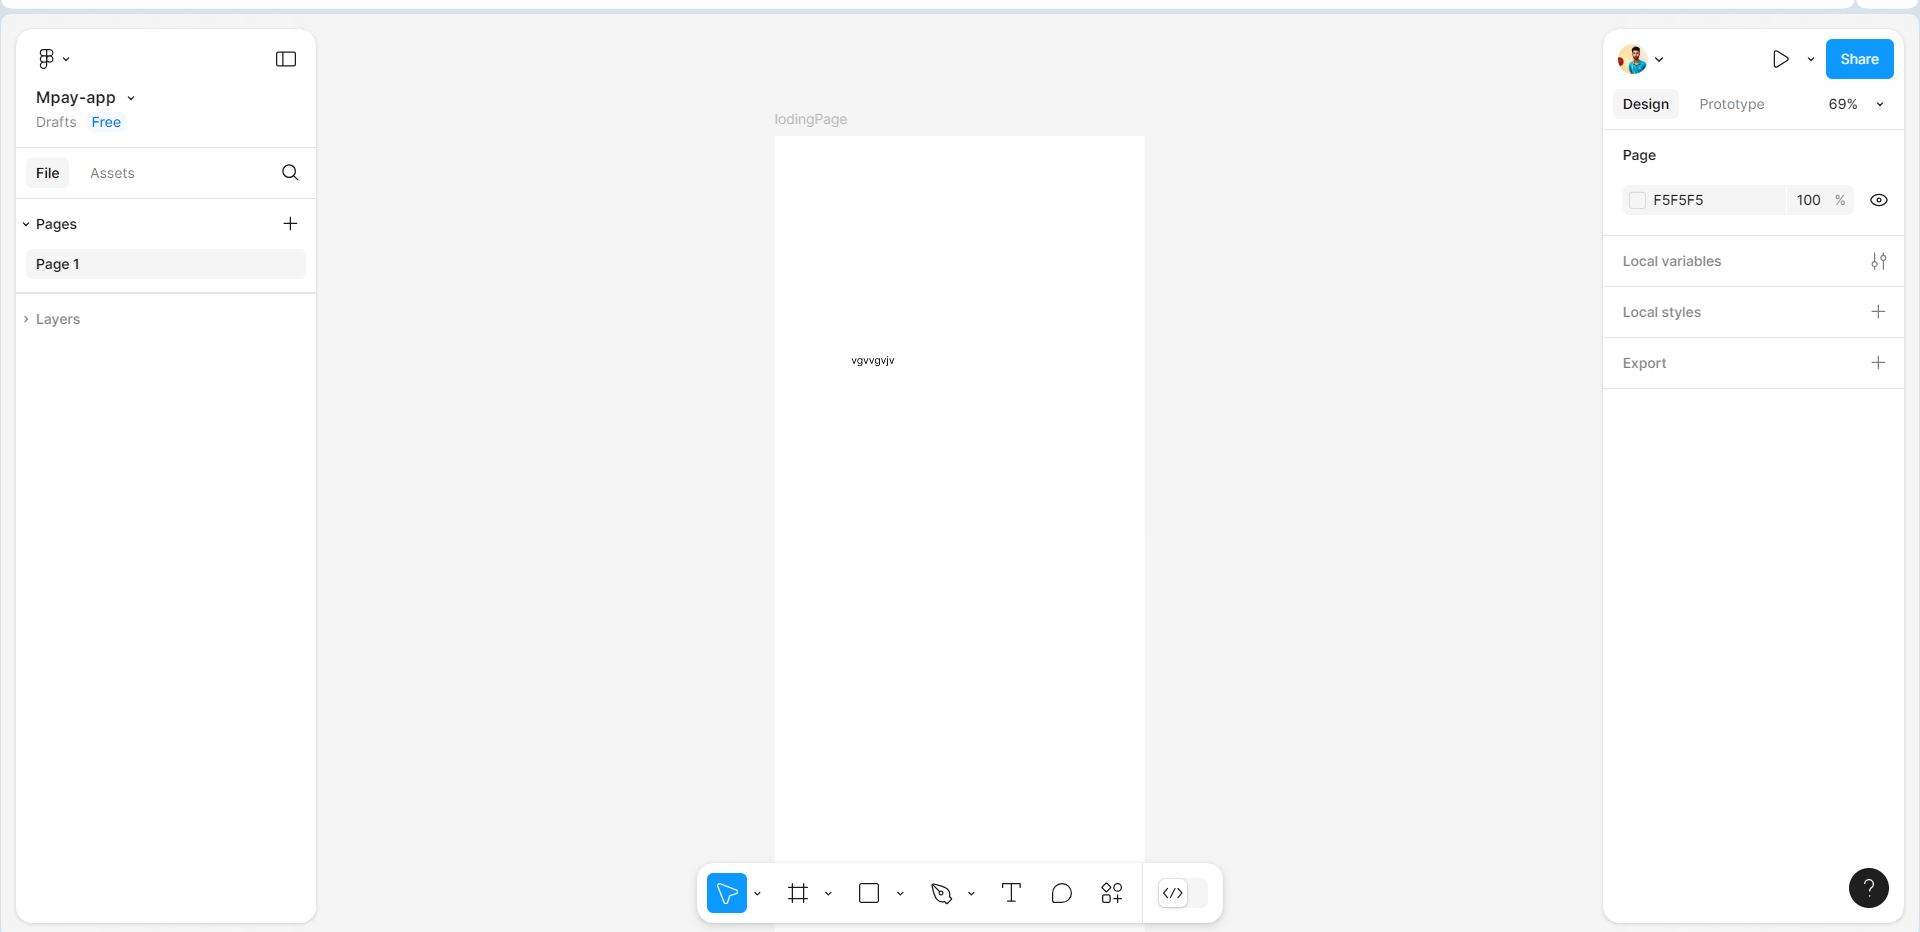 Mpay-app
Drafts Free
File Assets
Pages
Page 1
Layers
lodingPage
vgvvgvjv
Share
Design Prototype 69%
Page
F5F5F5 100 %
Local variables
Local styles
Export